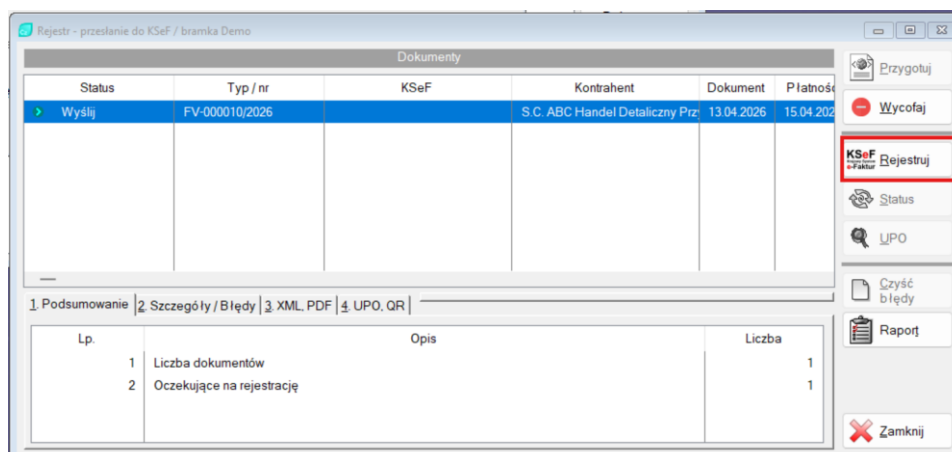 Rejestr - przesłanie do KSeF / bramka Demo
Dokumenty
Status Typ / nr KSeF Kontrahent Dokument Płatnoś
Wyślij FV-000010/2026 S.C. ABC Handel Detaliczny Prz 13.04.2026 15.04.202
1. Podsumowanie 2. Szczegóły / Błędy 3. XML, PDF 4. UPO, QR
Lp. Opis Liczba
1 Liczba dokumentów 1
2 Oczekujące na rejestrację 1
Przygotuj
Wycofaj
KSeF
e-Faktur
Rejestruj
Status
UPO
Czyść
błędy
Raport
Zamknij